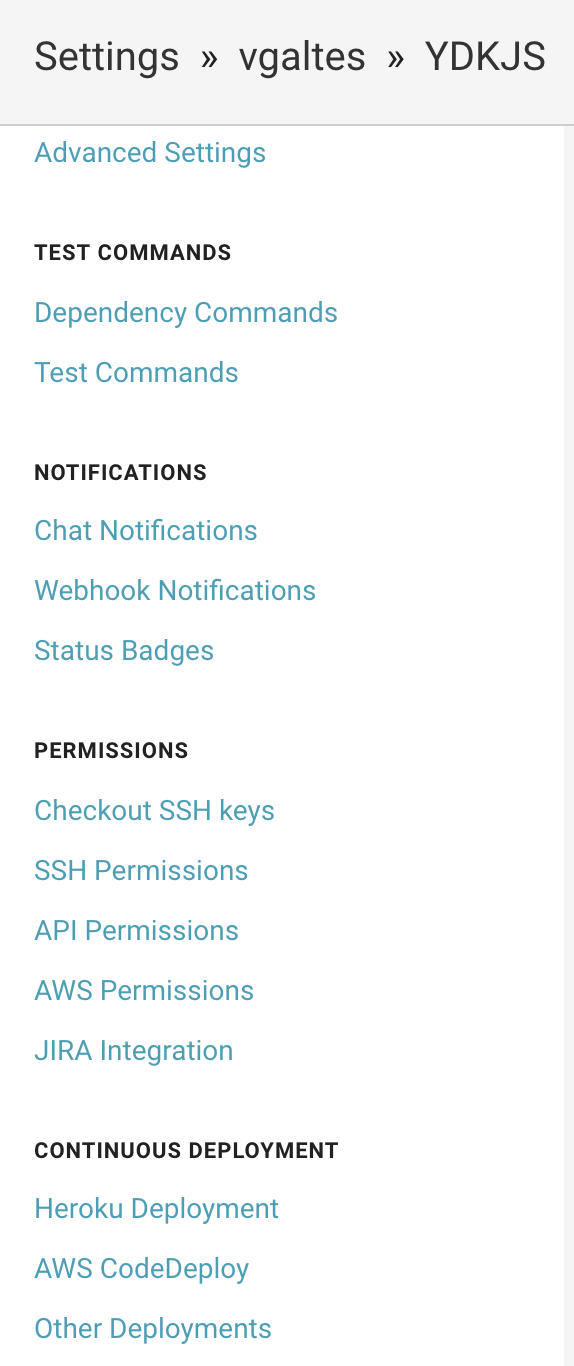 Settings » vgaltes » YDKJS
Advanced Settings
TEST COMMANDS
Dependency Commands
Test Commands
NOTIFICATIONS
Chat Notifications
Webhook Notifications
Status Badges
PERMISSIONS
Checkout SSH keys
SSH Permissions
API Permissions
AWS Permissions
JIRA Integration
CONTINUOUS DEPLOYMENT
Heroku Deployment
AWS CodeDeploy
Other Deployments